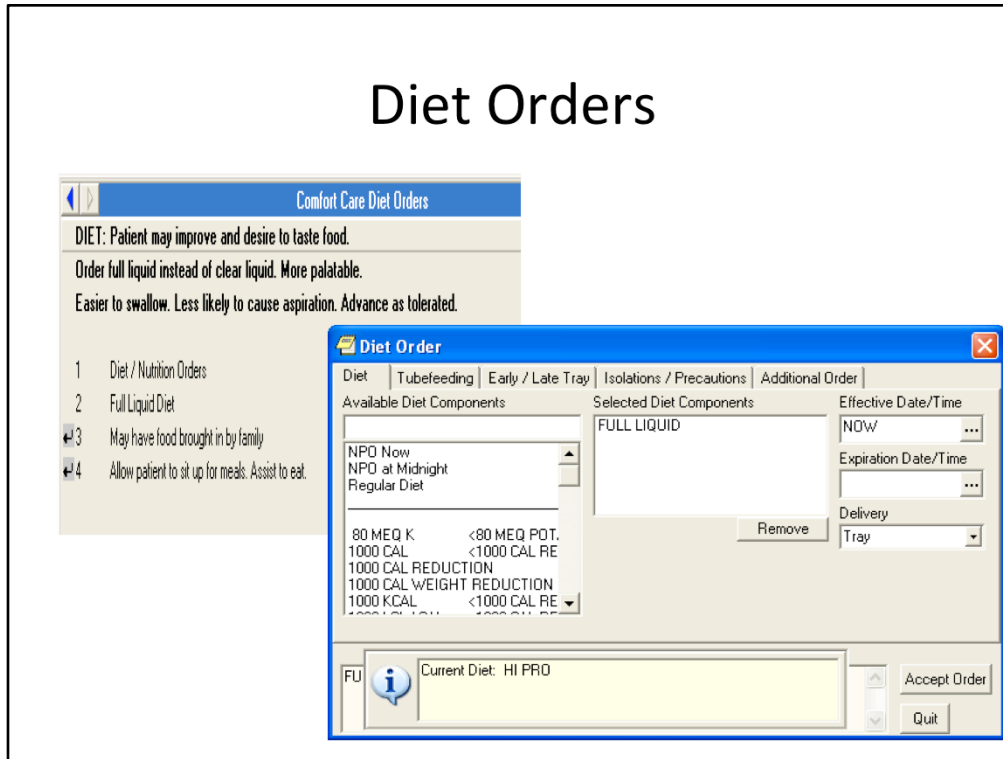 Diet Orders
Comfort Care Diet Orders
DIET: Patient may improve and desire to taste food.
Order full liquid instead of clear liquid. More palatable.
Easier to swallow. Less likely to cause aspiration. Advance as tolerated.
1 Diet / Nutrition Orders
2 Full Liquid Diet
3 May have food brought in by family
4 Allow patient to sit up for meals. Assist to eat.
Diet Order
Diet Tubefeeding Early / Late Tray Isolations / Precautions Additional Order
Available Diet Components
NPO Now
NPO at Midnight
Regular Diet
80 MEQ K <80 MEQ POT.
1000 CAL <1000 CAL RE
1000 CAL REDUCTION
1000 CAL WEIGHT REDUCTION
1000 KCAL <1000 CAL RE
Selected Diet Components
FULL LIQUID
Remove
Effective Date/Time
NOW ...
Expiration Date/Time
...
Delivery
Tray
FU
Current Diet: HI PRO
Accept Order
Quit